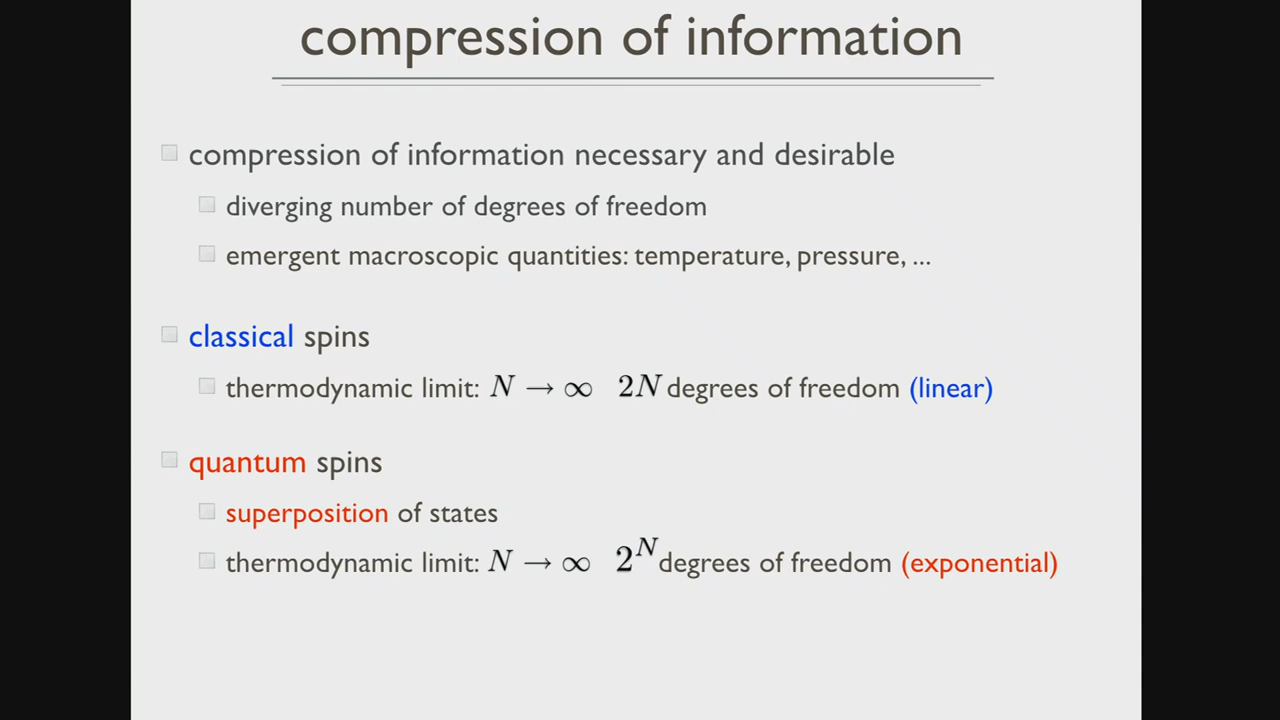 compression of information
compression of information necessary and desirable
diverging number of degrees of freedom
emergent macroscopic quantities: temperature, pressure, ...
classical spins
thermodynamic limit: N → ∞ 2N degrees of freedom (linear)
quantum spins
superposition of states
thermodynamic limit: N → ∞ 2^N degrees of freedom (exponential)